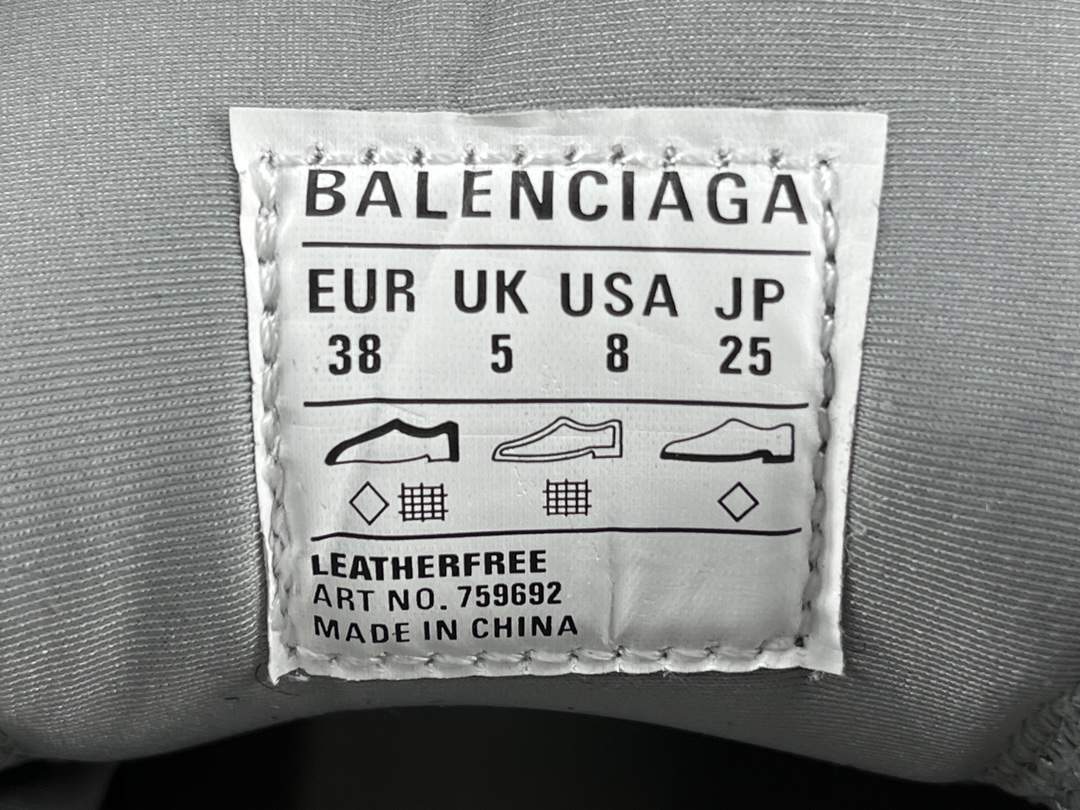 BALENCIAGA
EUR UK USA JP
38 5 8 25
LEATHERFREE
ART NO. 759692
MADE IN CHINA